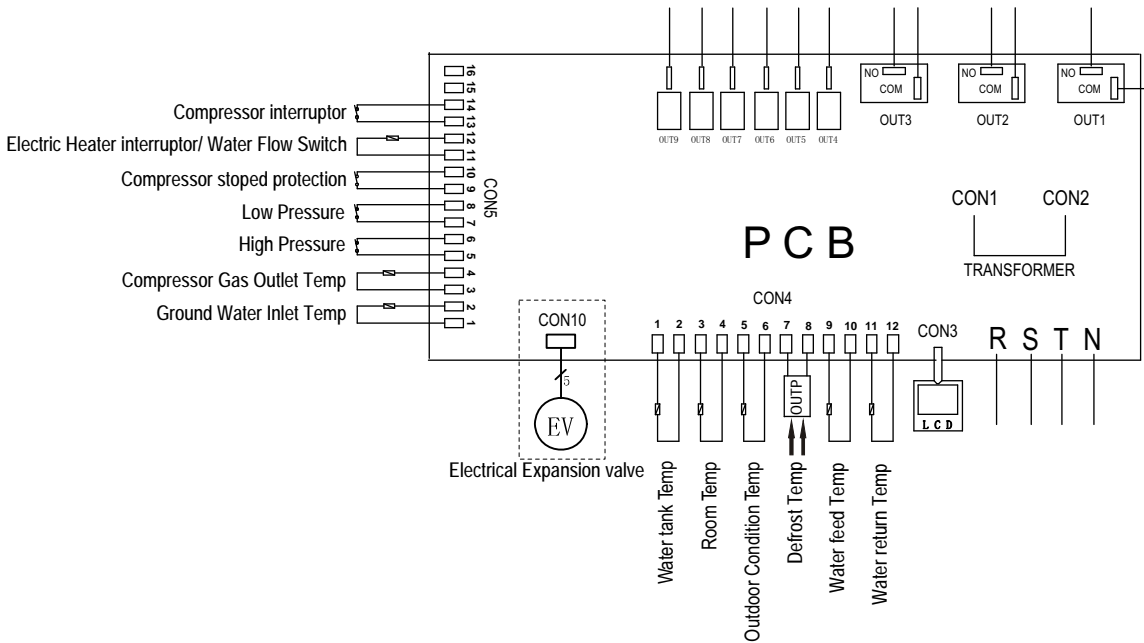 NO
COM
OUT3
NO
COM
OUT2
NO
COM
OUT1
OUT9
OUT8
OUT7
OUT6
OUT5
OUT4
16
15
14
13
12
11
10
9
8
7
6
5
4
3
2
1
CON5
Compressor interruptor
Electric Heater interruptor/ Water Flow Switch
Compressor stoped protection
Low Pressure
High Pressure
Compressor Gas Outlet Temp
Ground Water Inlet Temp
P C B
CON1
CON2
TRANSFORMER
CON10
5
EV
Electrical Expansion valve
CON4
1 2 3 4 5 6 7 8 9 10 11 12
OUTP
Water tank Temp
Room Temp
Outdoor Condition Temp
Defrost Temp
Water feed Temp
Water return Temp
CON3
LCD
R S T N